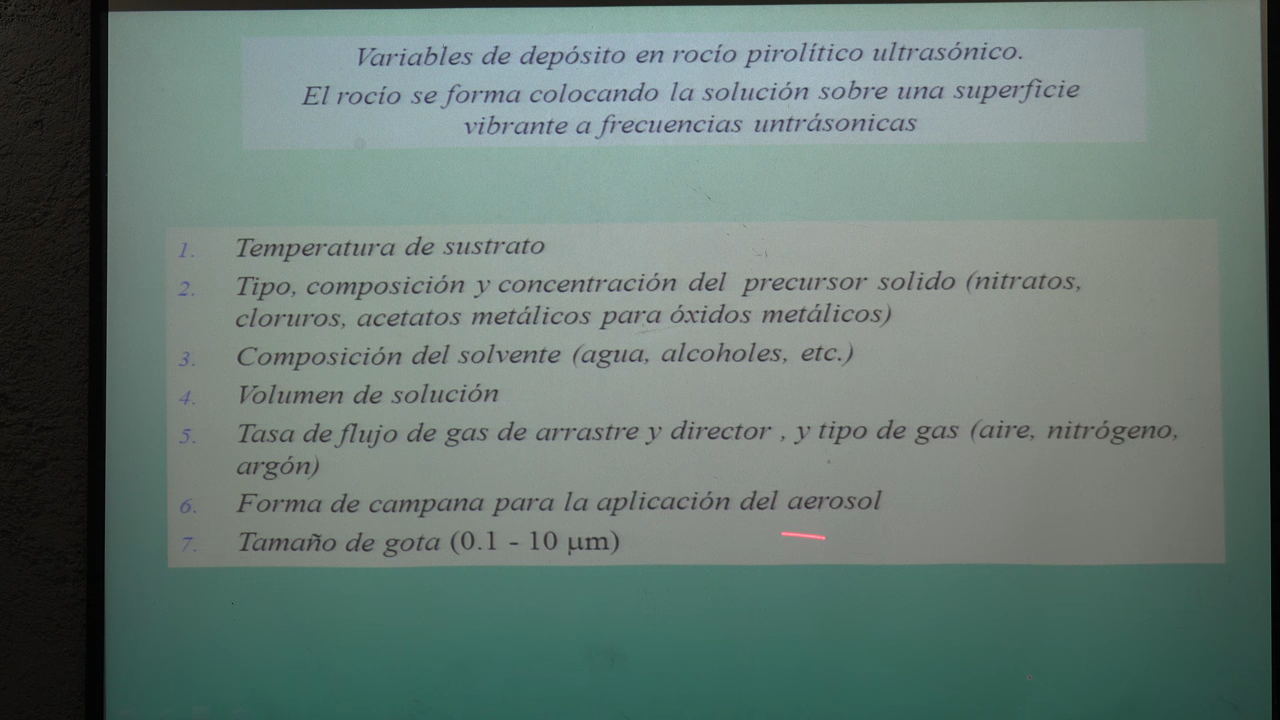 Variables de depósito en rocío pirolítico ultrasónico.
El rocío se forma colocando la solución sobre una superficie
vibrante a frecuencias untrásonicas
1. Temperatura de sustrato
2. Tipo, composición y concentración del precursor solido (nitratos,
cloruros, acetatos metálicos para óxidos metálicos)
3. Composición del solvente (agua, alcoholes, etc.)
4. Volumen de solución
5. Tasa de flujo de gas de arrastre y director , y tipo de gas (aire, nitrógeno,
argón)
6. Forma de campana para la aplicación del aerosol
7. Tamaño de gota (0.1 - 10 μm)